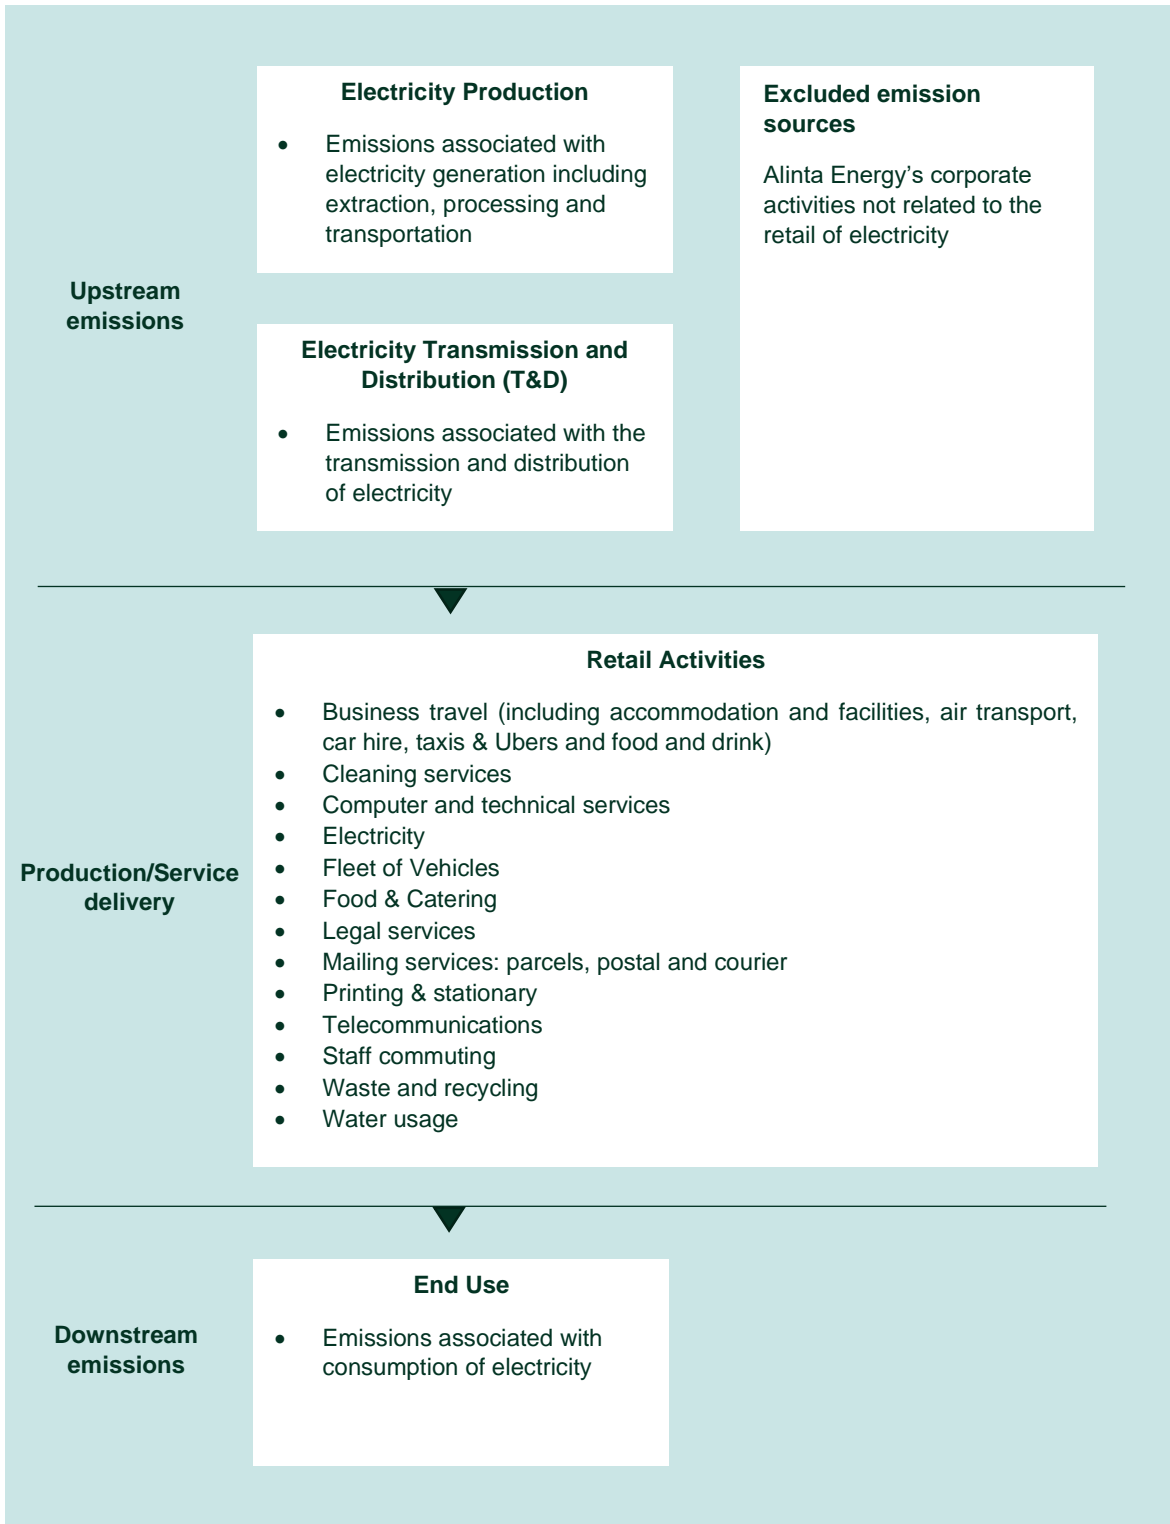 Upstream
emissions
Electricity Production
• Emissions associated with
electricity generation including
extraction, processing and
transportation
Electricity Transmission and
Distribution (T&D)
• Emissions associated with the
transmission and distribution
of electricity
Excluded emission
sources
Alinta Energy’s corporate
activities not related to the
retail of electricity
Production/Service
delivery
Retail Activities
• Business travel (including accommodation and facilities, air transport,
car hire, taxis & Ubers and food and drink)
• Cleaning services
• Computer and technical services
• Electricity
• Fleet of Vehicles
• Food & Catering
• Legal services
• Mailing services: parcels, postal and courier
• Printing & stationary
• Telecommunications
• Staff commuting
• Waste and recycling
• Water usage
Downstream
emissions
End Use
• Emissions associated with
consumption of electricity